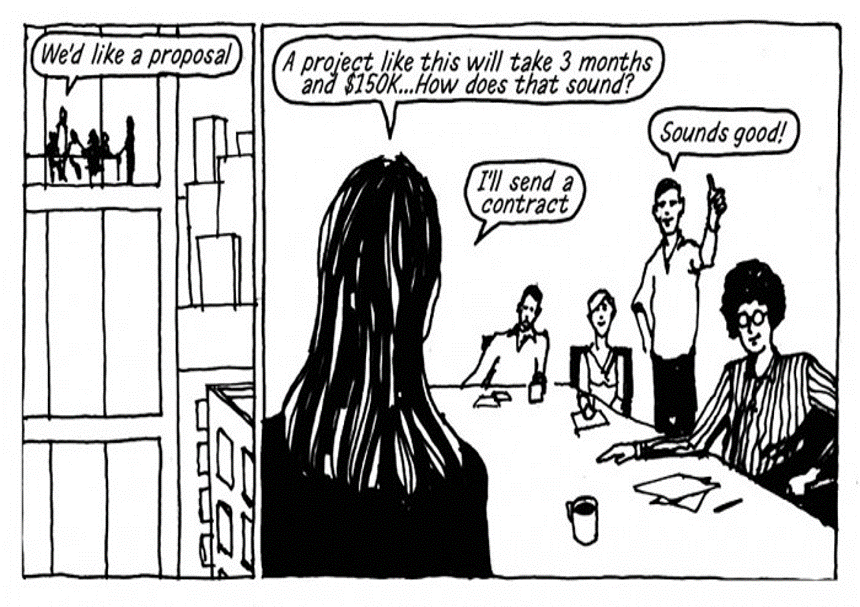 We'd like a proposal
A project like this will take 3 months
and $150K...How does that sound?
Sounds good!
I'll send a
contract